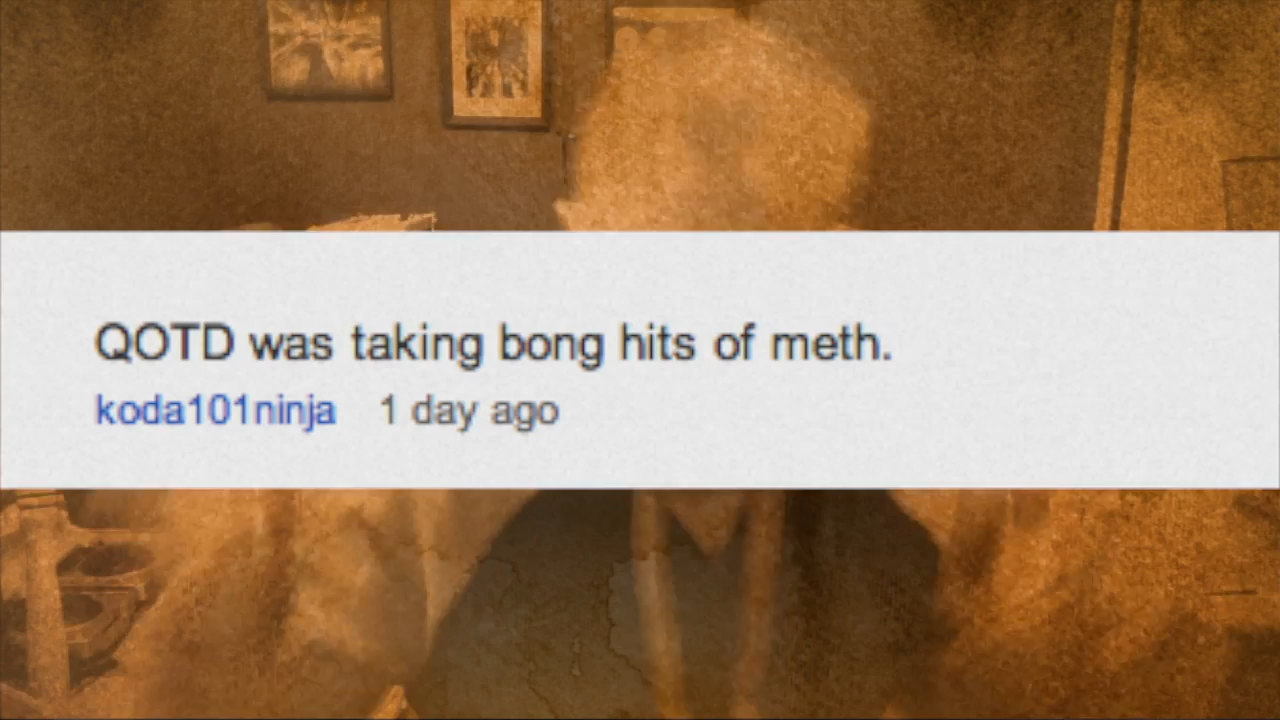 QOTD was taking bong hits of meth.
koda101ninja 1 day ago